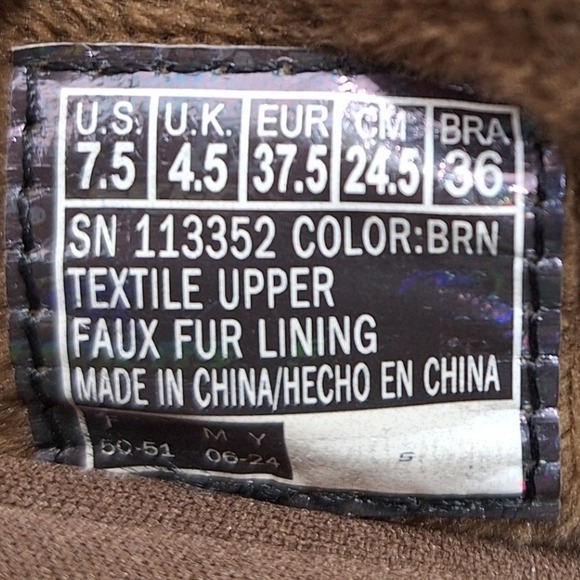 U.S. U.K. EUR CM BRA
7.5 4.5 37.5 24.5 36
SN 113352 COLOR:BRN
TEXTILE UPPER
FAUX FUR LINING
MADE IN CHINA/HECHO EN CHINA
F M Y
50-51 06-24 S